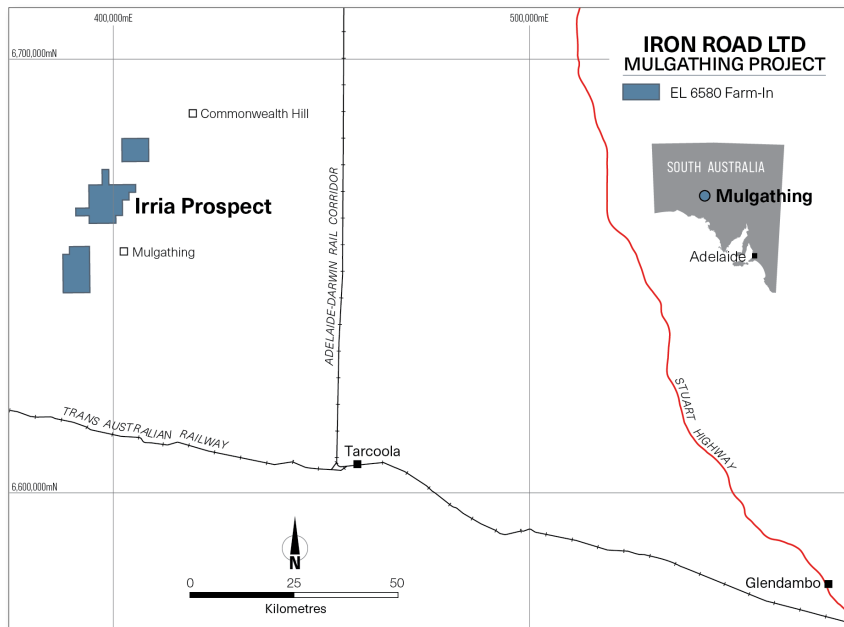 400,000mE
500,000mE
6,700,000mN
IRON ROAD LTD
MULGATHING PROJECT
EL 6580 Farm-In
Commonwealth Hill
SOUTH AUSTRALIA
Mulgathing
Adelaide
Irria Prospect
Mulgathing
ADELAIDE-DARWIN RAIL CORRIDOR
STUART HIGHWAY
TRANS AUSTRALIAN RAILWAY
Tarcoola
6,600,000mN
N
0 25 50
Kilometres
Glendambo